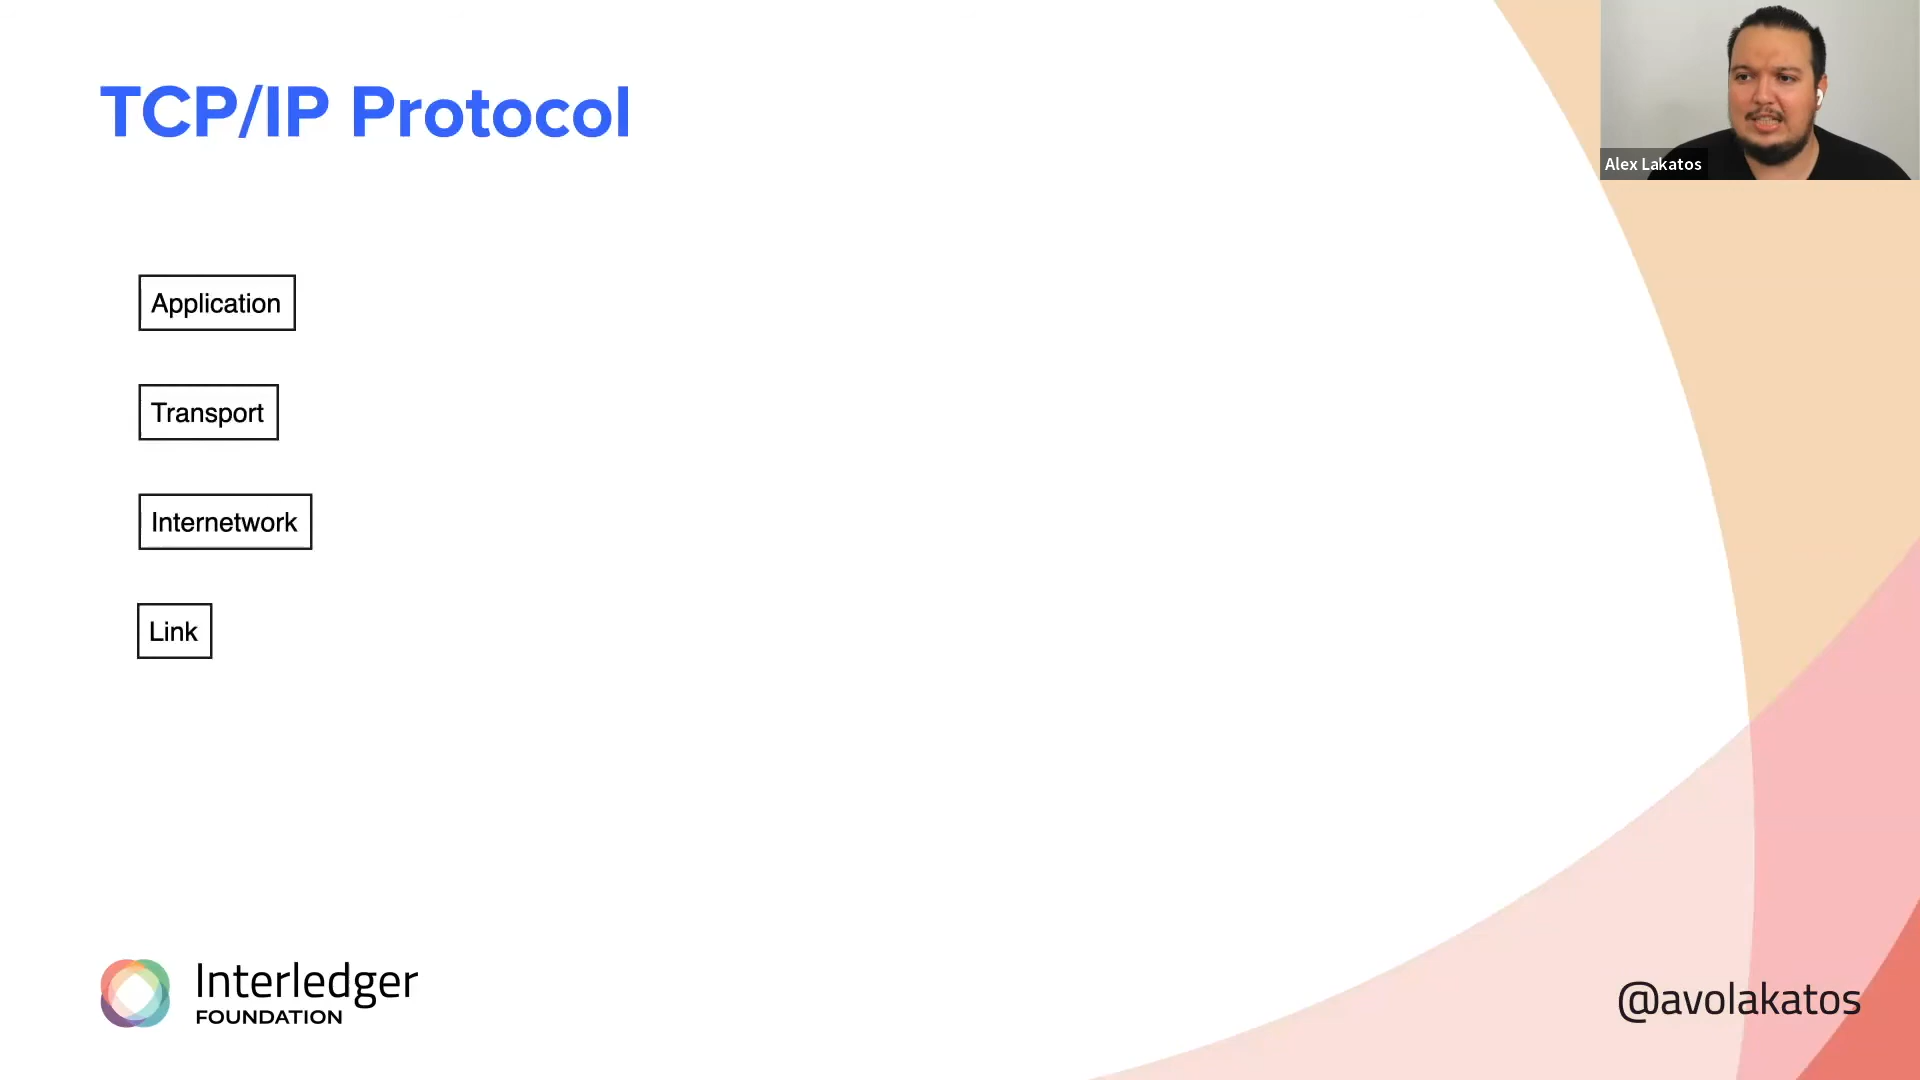 TCP/IP Protocol
Alex Lakatos
Application
Transport
Internetwork
Link
Interledger
FOUNDATION
@avolakatos